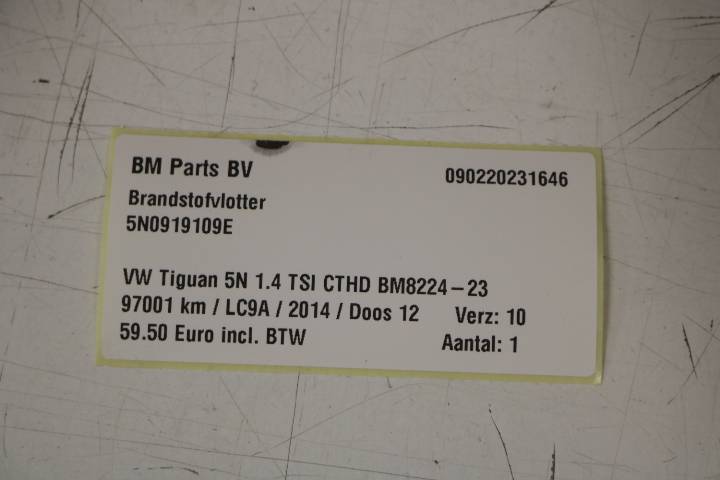 BM Parts BV 090220231646
Brandstofvlotter
5N0919109E
VW Tiguan 5N 1.4 TSI CTHD BM8224-23
97001 km / LC9A / 2014 / Doos 12 Verz: 10
59.50 Euro incl. BTW Aantal: 1